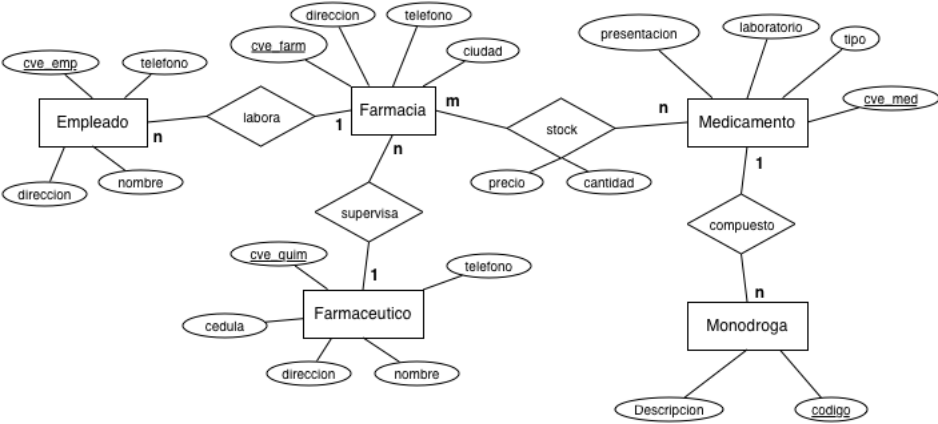 direccion
telefono
cve_farm
ciudad
presentacion
laboratorio
tipo
cve_med
cve_emp
telefono
Empleado
labora
Farmacia
m
stock
n
Medicamento
n
1
n
1
direccion
nombre
precio
cantidad
supervisa
compuesto
cve_quim
telefono
1
n
Farmaceutico
cedula
Monodroga
direccion
nombre
Descripcion
codigo